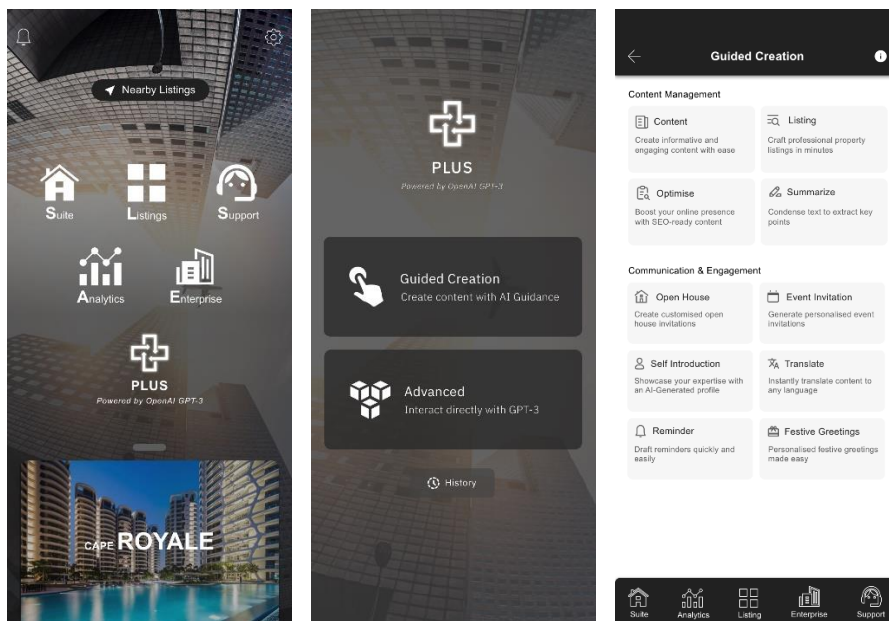 Nearby Listings
Suite
Listings
Support
Analytics
Enterprise
PLUS
Powered by OpenAI GPT-3
CAPE ROYALE
PLUS
Powered by OpenAI GPT-3
Guided Creation
Create content with AI Guidance
Advanced
Interact directly with GPT-3
History
Guided Creation
Content Management
Content
Create informative and
engaging content with ease
Listing
Craft professional property
listings in minutes
Optimise
Boost your online presence
with SEO-ready content
Summarize
Condense text to extract key
points
Communication & Engagement
Open House
Create customised open
house invitations
Event Invitation
Generate personalised event
invitations
Self Introduction
Showcase your expertise with
an AI-Generated profile
Translate
Instantly translate content to
any language
Reminder
Draft reminders quickly and
easily
Festive Greetings
Personalised festive greetings
made easy
Suite
Analytics
Listing
Enterprise
Support